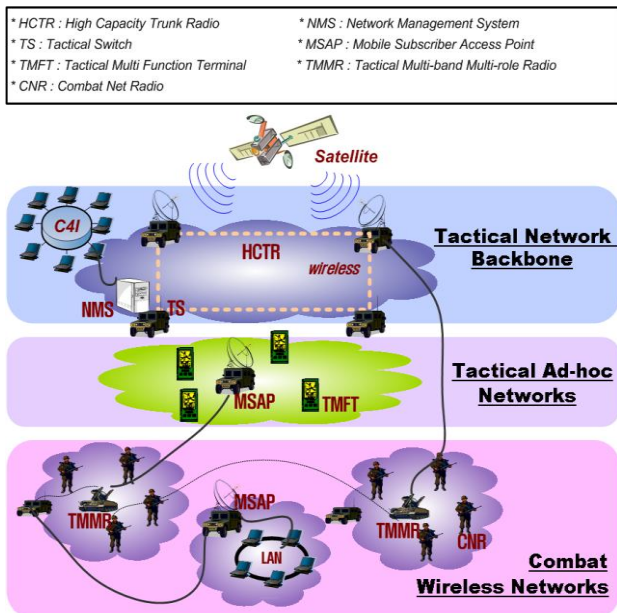 * HCTR : High Capacity Trunk Radio
* NMS : Network Management System
* TS : Tactical Switch
* MSAP : Mobile Subscriber Access Point
* TMFT : Tactical Multi Function Terminal
* TMMR : Tactical Multi-band Multi-role Radio
* CNR : Combat Net Radio
Satellite
C4I
HCTR
wireless
Tactical Network
Backbone
NMS
TS
MSAP
TMFT
Tactical Ad-hoc
Networks
MSAP
TMMR
LAN
TMMR
CNR
Combat
Wireless Networks